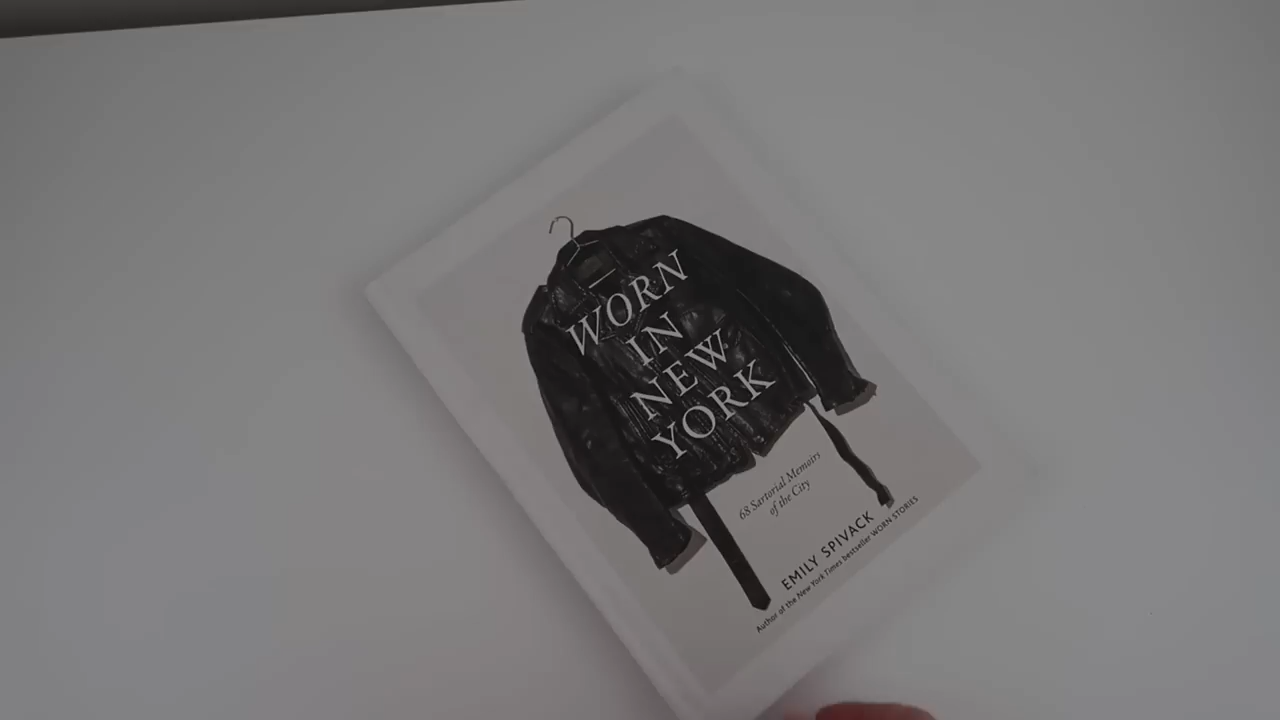 WORN
IN
NEW
YORK
68 Sartorial Memoirs
of the City
EMILY SPIVACK
Author of the New York Times bestseller WORN STORIES